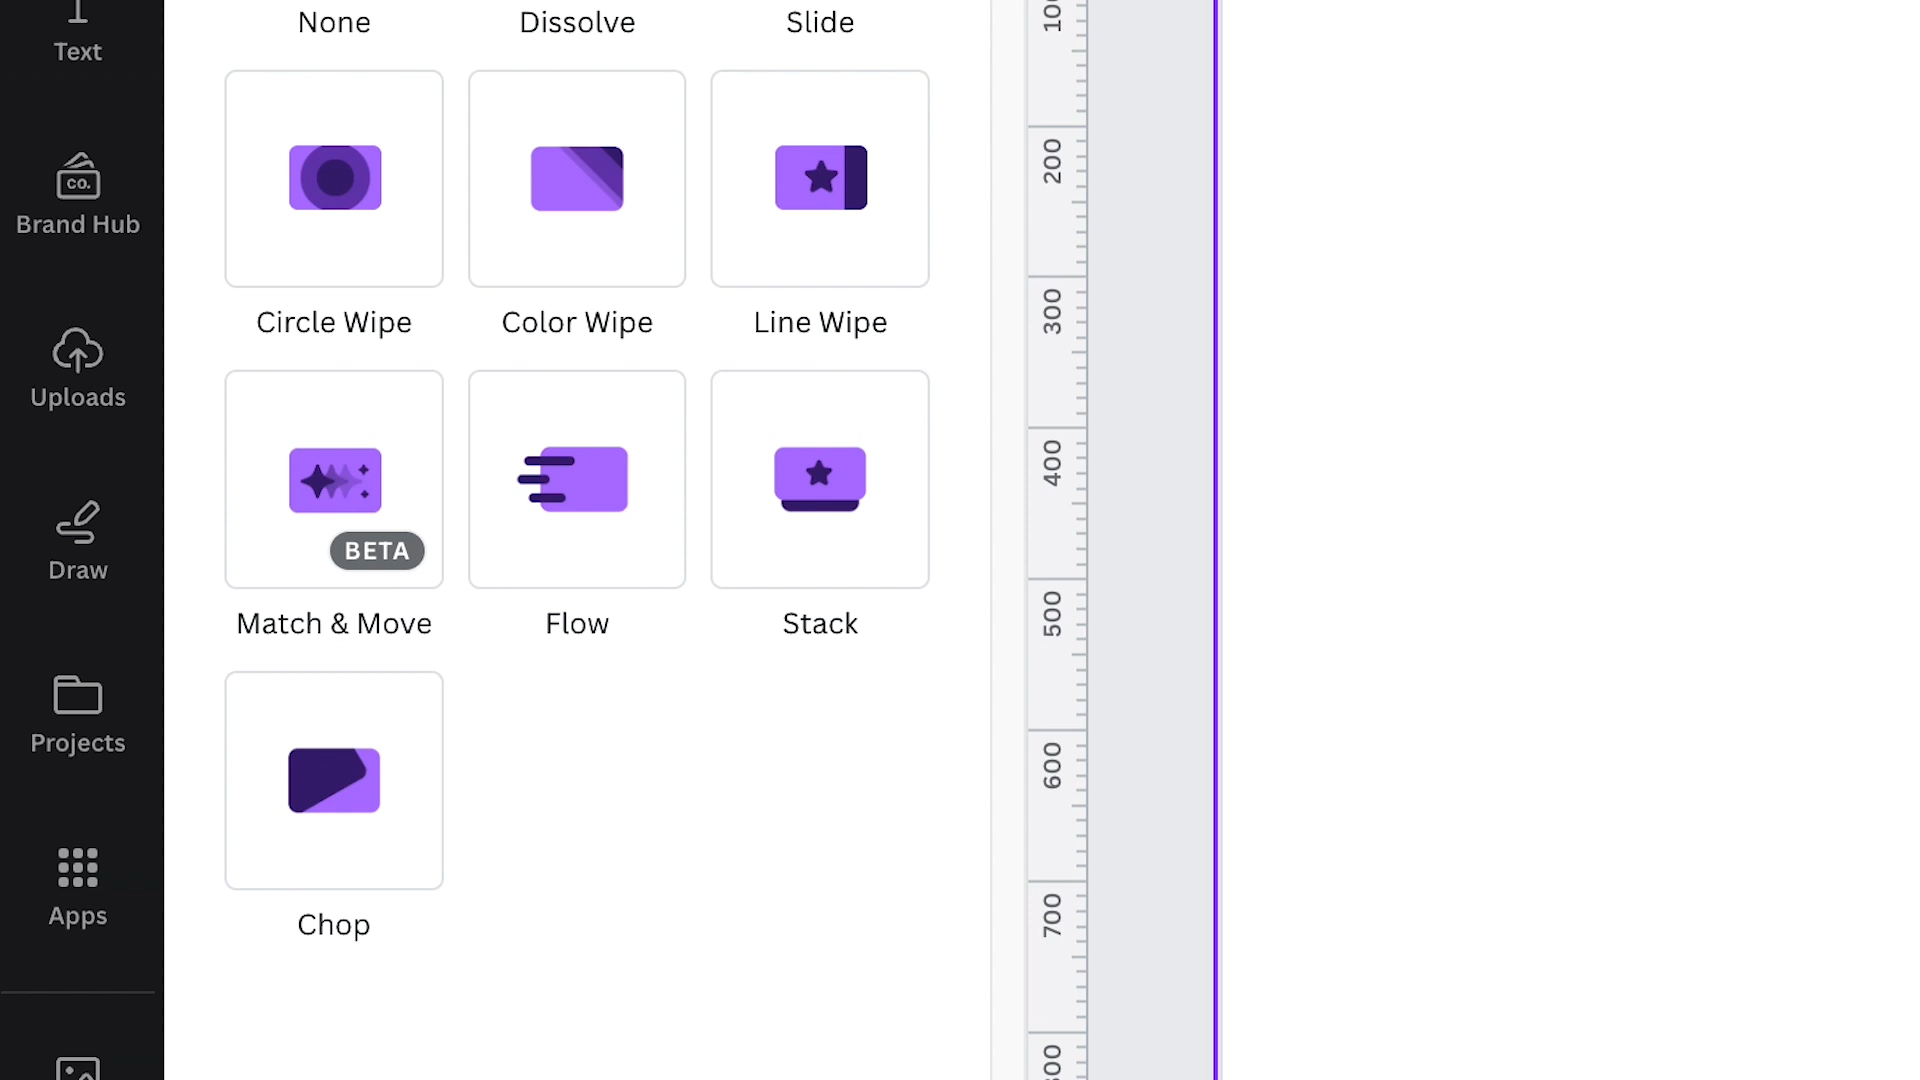 None Dissolve Slide
Text
CO.
Brand Hub
Circle Wipe Color Wipe Line Wipe
Uploads
BETA
Draw
Match & Move Flow Stack
Projects
Apps
Chop
200
300
400
500
600
700